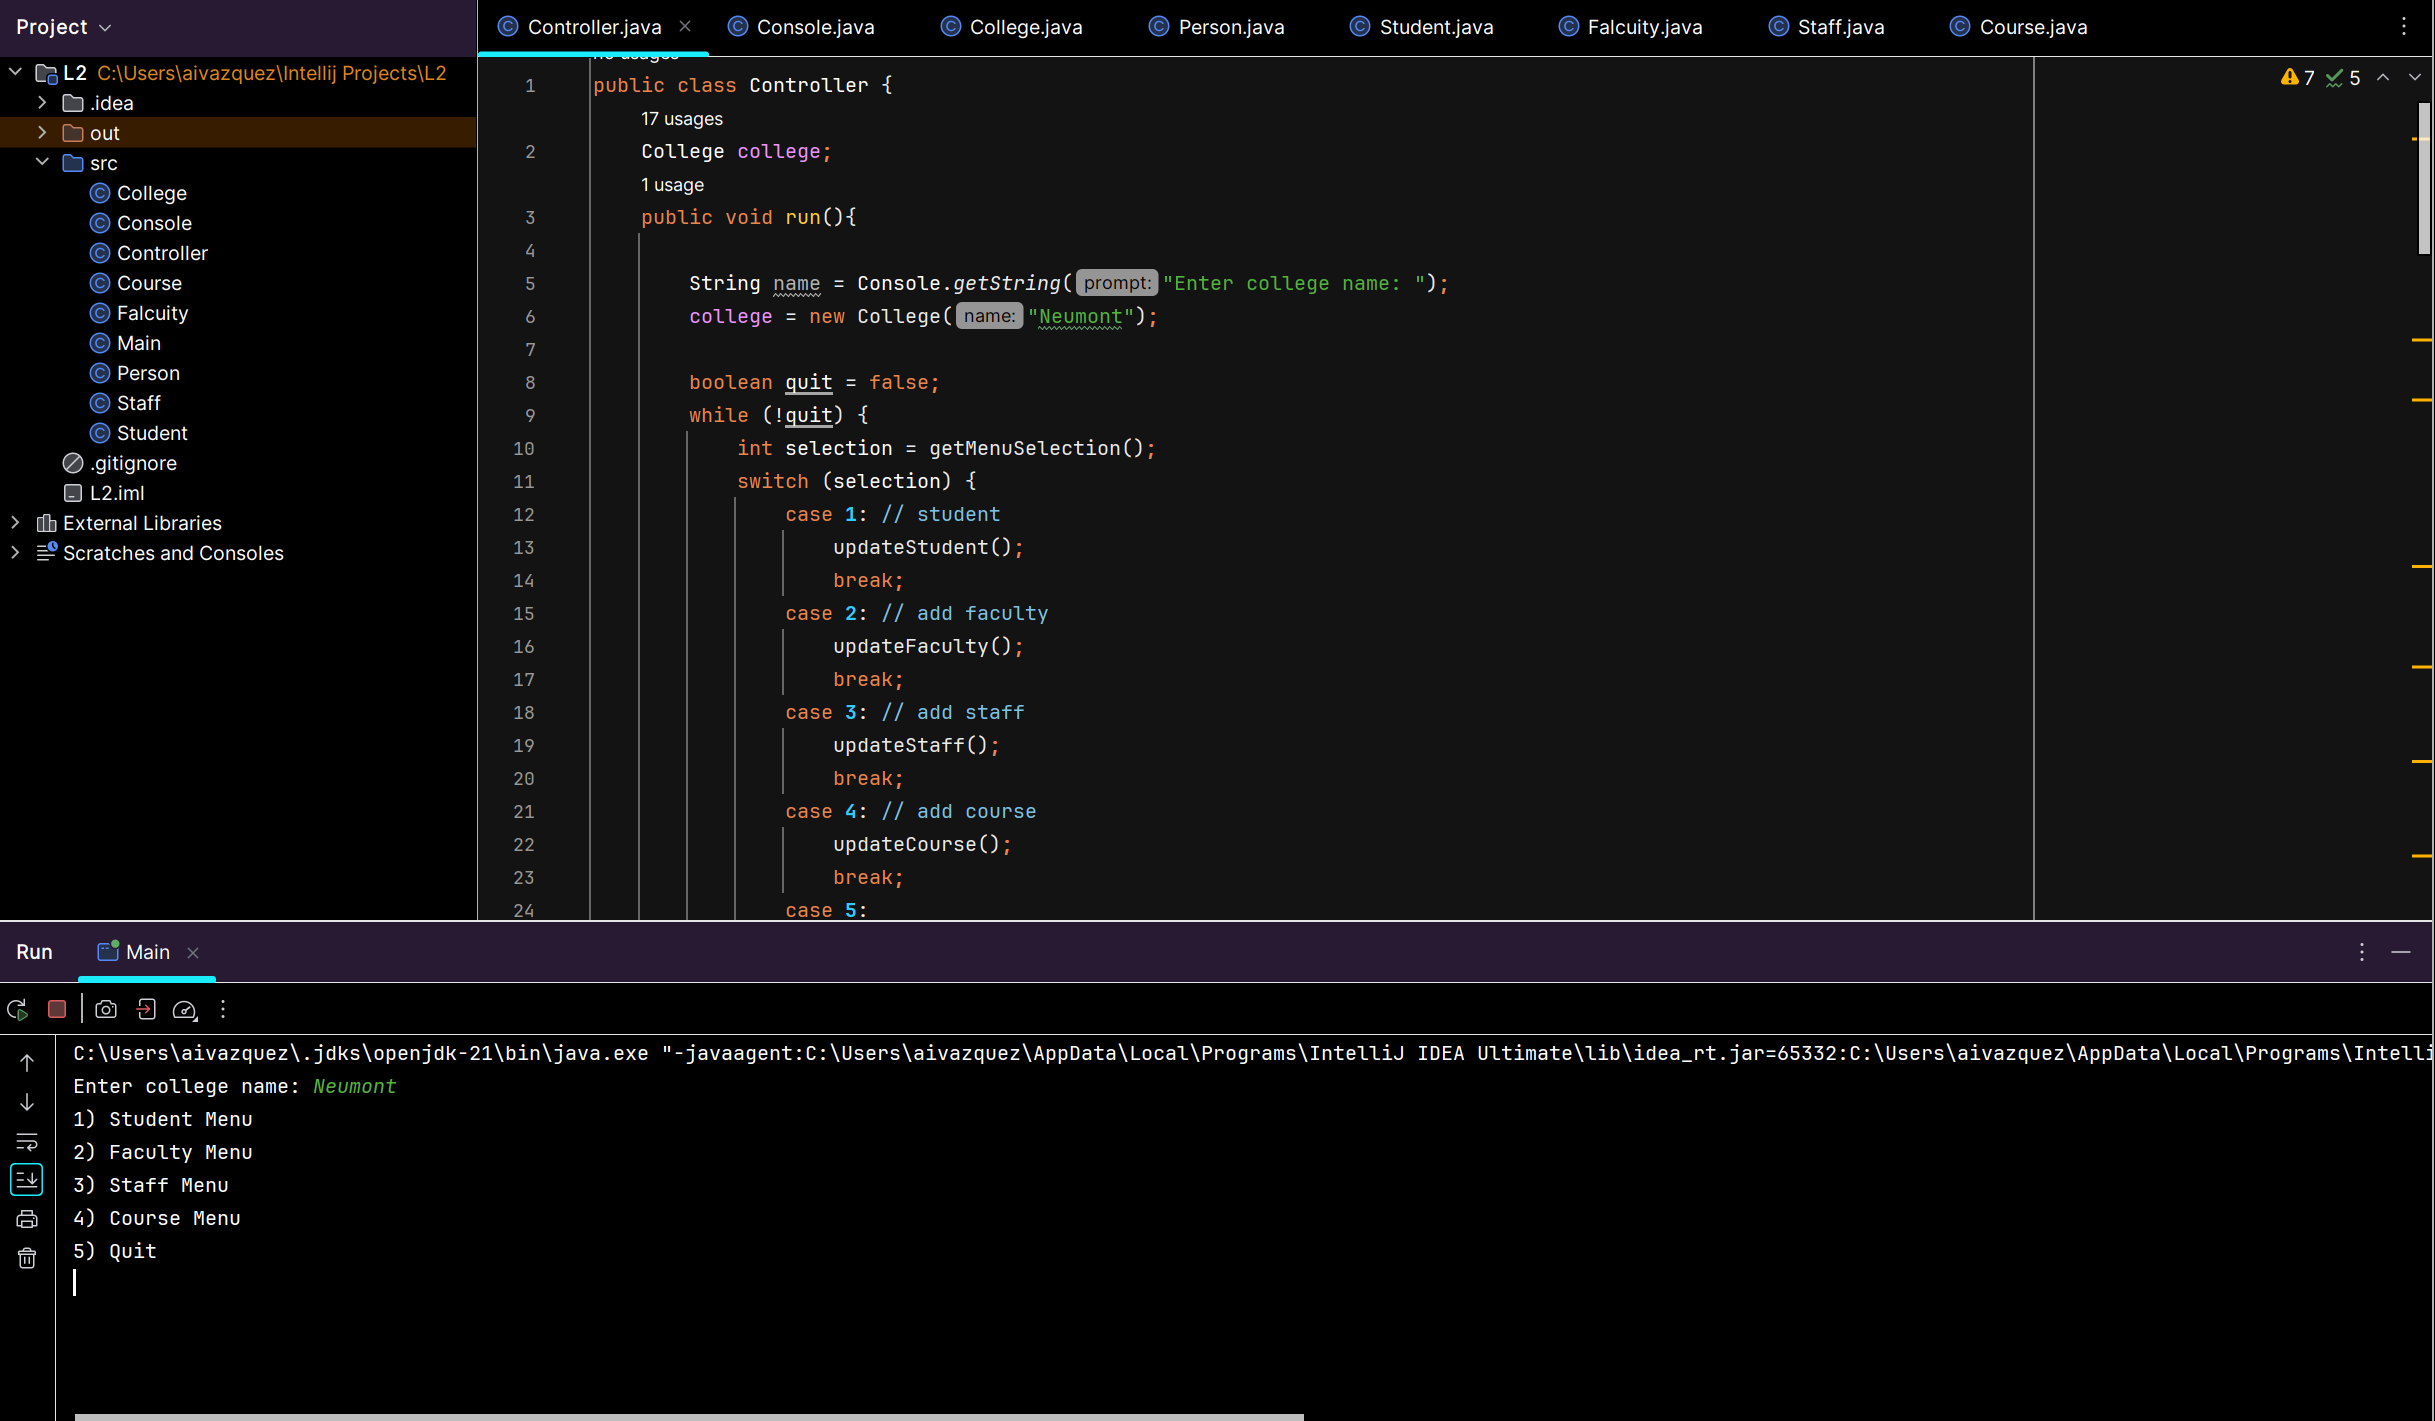 Project
L2 C:\Users\aivazquez\Intellij Projects\L2
.idea
out
src
College
Console
Controller
Course
Falcuity
Main
Person
Staff
Student
.gitignore
L2.iml
External Libraries
Scratches and Consoles
Controller.java Console.java College.java Person.java Student.java Falcuity.java Staff.java Course.java
7 5
no usages
1 public class Controller {
17 usages
2 College college;
1 usage
3 public void run(){
4
5 String name = Console.getString( prompt: "Enter college name: ");
6 college = new College( name: "Neumont");
7
8 boolean quit = false;
9 while (!quit) {
10 int selection = getMenuSelection();
11 switch (selection) {
12 case 1: // student
13 updateStudent();
14 break;
15 case 2: // add faculty
16 updateFaculty();
17 break;
18 case 3: // add staff
19 updateStaff();
20 break;
21 case 4: // add course
22 updateCourse();
23 break;
24 case 5:
Run Main
C:\Users\aivazquez\.jdks\openjdk-21\bin\java.exe "-javaagent:C:\Users\aivazquez\AppData\Local\Programs\IntelliJ IDEA Ultimate\lib\idea_rt.jar=65332:C:\Users\aivazquez\AppData\Local\Programs\Intelli
Enter college name: Neumont
1) Student Menu
2) Faculty Menu
3) Staff Menu
4) Course Menu
5) Quit